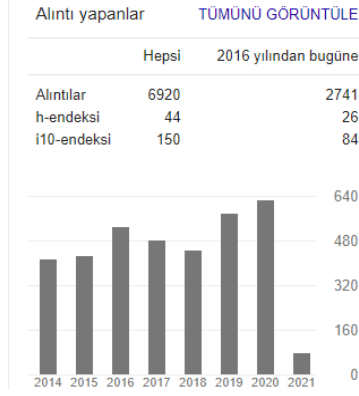 Alıntı yapanlar TÜMÜNÜ GÖRÜNTÜLE
Hepsi 2016 yılından bugüne
Alıntılar 6920 2741
h-endeksi 44 26
i10-endeksi 150 84
640
480
320
160
0
2014 2015 2016 2017 2018 2019 2020 2021